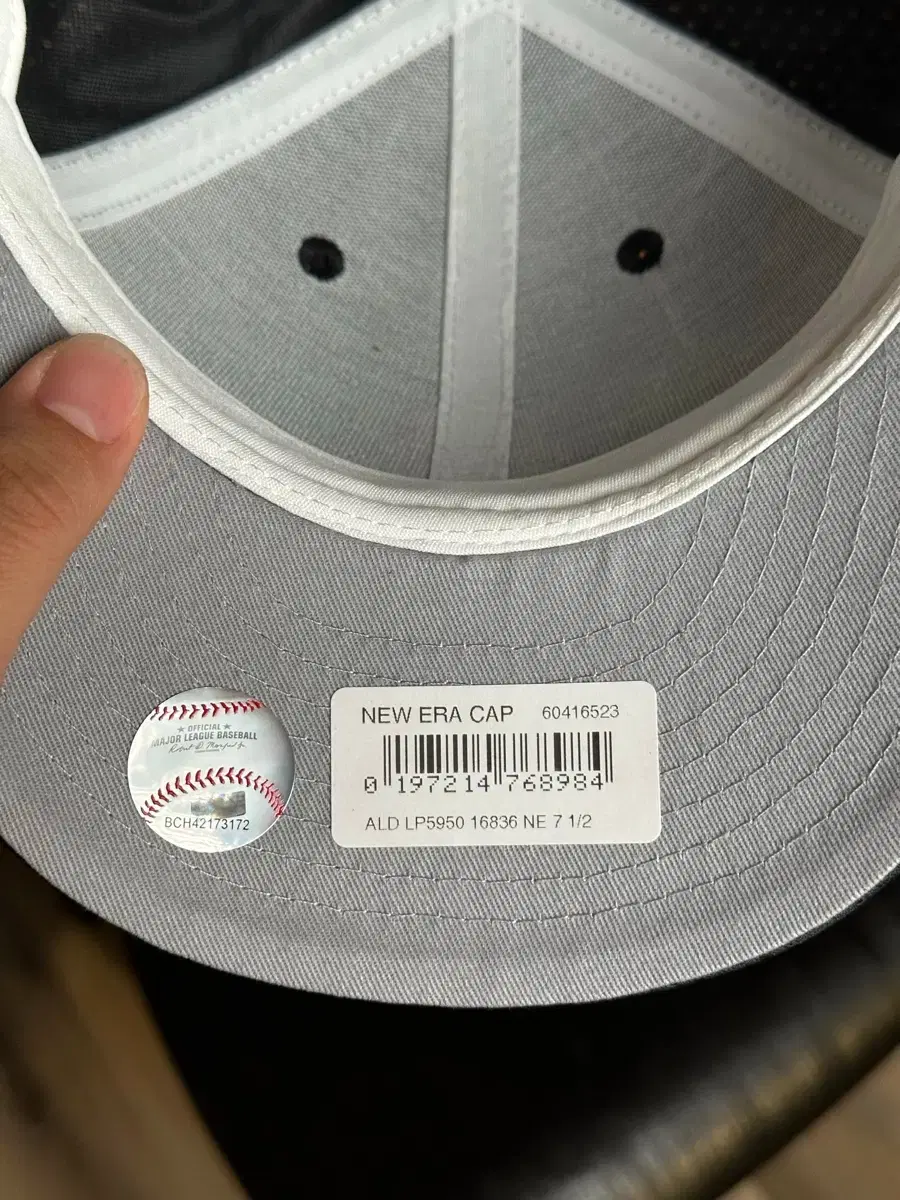 ★ OFFICIAL ★
MAJOR LEAGUE BASEBALL
BCH42173172
NEW ERA CAP 60416523
0 197214 768984
ALD LP5950 16836 NE 7 1/2